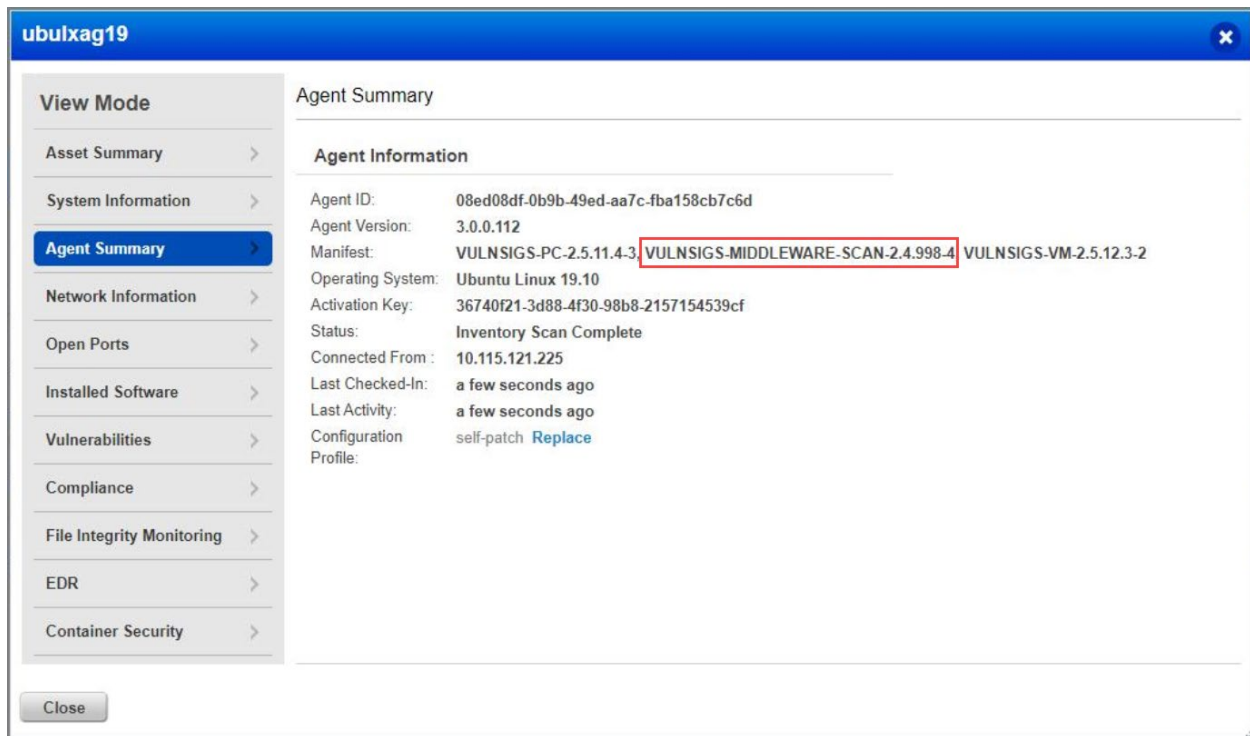 ubulxag19
View Mode
Asset Summary
System Information
Agent Summary
Network Information
Open Ports
Installed Software
Vulnerabilities
Compliance
File Integrity Monitoring
EDR
Container Security
Agent Summary
Agent Information
Agent ID: 08ed08df-0b9b-49ed-aa7c-fba158cb7c6d
Agent Version: 3.0.0.112
Manifest: VULNSIGS-PC-2.5.11.4-3, VULNSIGS-MIDDLEWARE-SCAN-2.4.998-4, VULNSIGS-VM-2.5.12.3-2
Operating System: Ubuntu Linux 19.10
Activation Key: 36740f21-3d88-4f30-98b8-2157154539cf
Status: Inventory Scan Complete
Connected From : 10.115.121.225
Last Checked-In: a few seconds ago
Last Activity: a few seconds ago
Configuration self-patch Replace
Profile:
Close